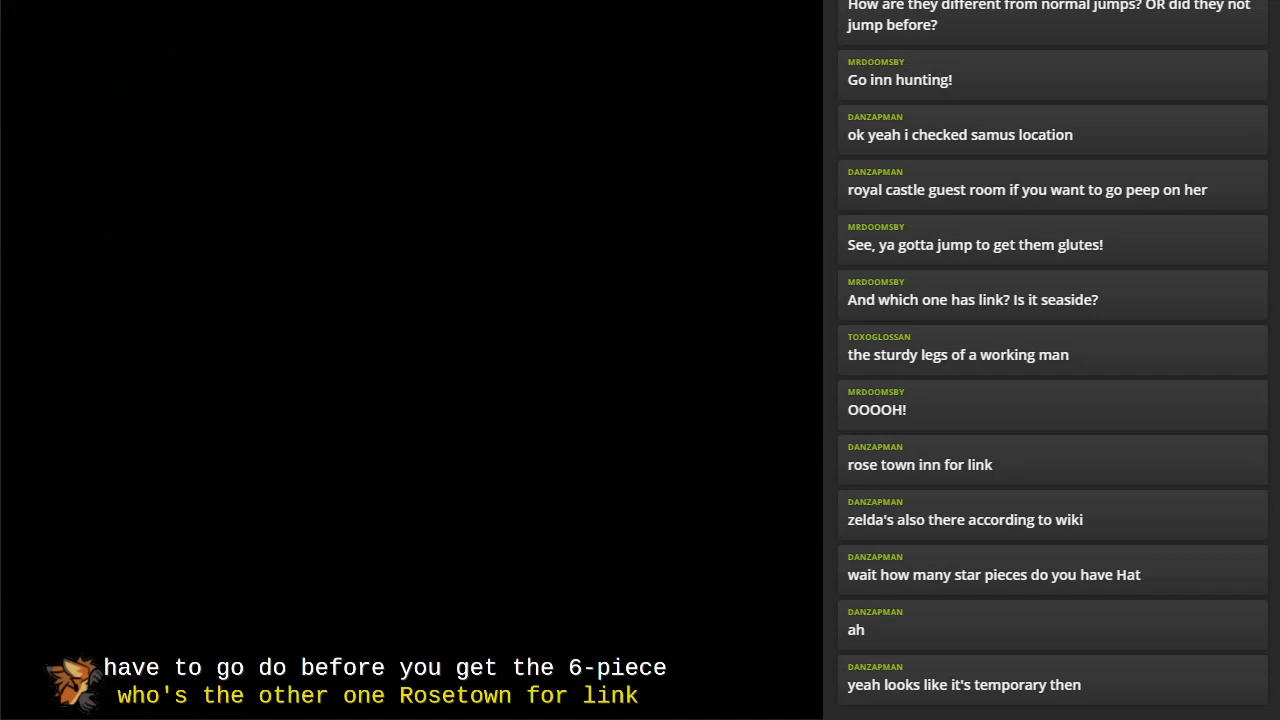 How are they different from normal jumps? OR did they not
jump before?
MRDOOMSBY
Go inn hunting!
DANZAPMAN
ok yeah i checked samus location
DANZAPMAN
royal castle guest room if you want to go peep on her
MRDOOMSBY
See, ya gotta jump to get them glutes!
MRDOOMSBY
And which one has link? Is it seaside?
TOXOGLOSSAN
the sturdy legs of a working man
MRDOOMSBY
OOOOH!
DANZAPMAN
rose town inn for link
DANZAPMAN
zelda's also there according to wiki
DANZAPMAN
wait how many star pieces do you have Hat
DANZAPMAN
ah
DANZAPMAN
yeah looks like it's temporary then
have to go do before you get the 6-piece
who's the other one Rosetown for link